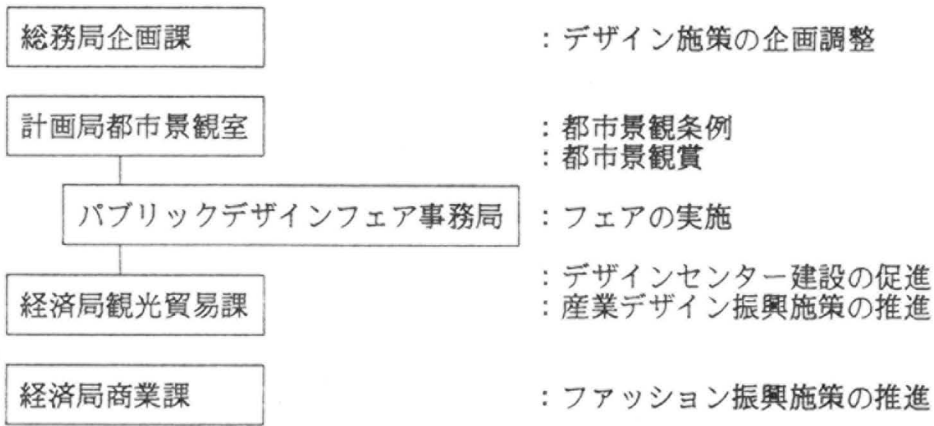 総務局企画課 ：デザイン施策の企画調整
計画局都市景観室 ：都市景観条例
：都市景観賞
パブリックデザインフェア事務局 ：フェアの実施
：デザインセンター建設の促進
経済局観光貿易課 ：産業デザイン振興施策の推進
経済局商業課 ：ファッション振興施策の推進